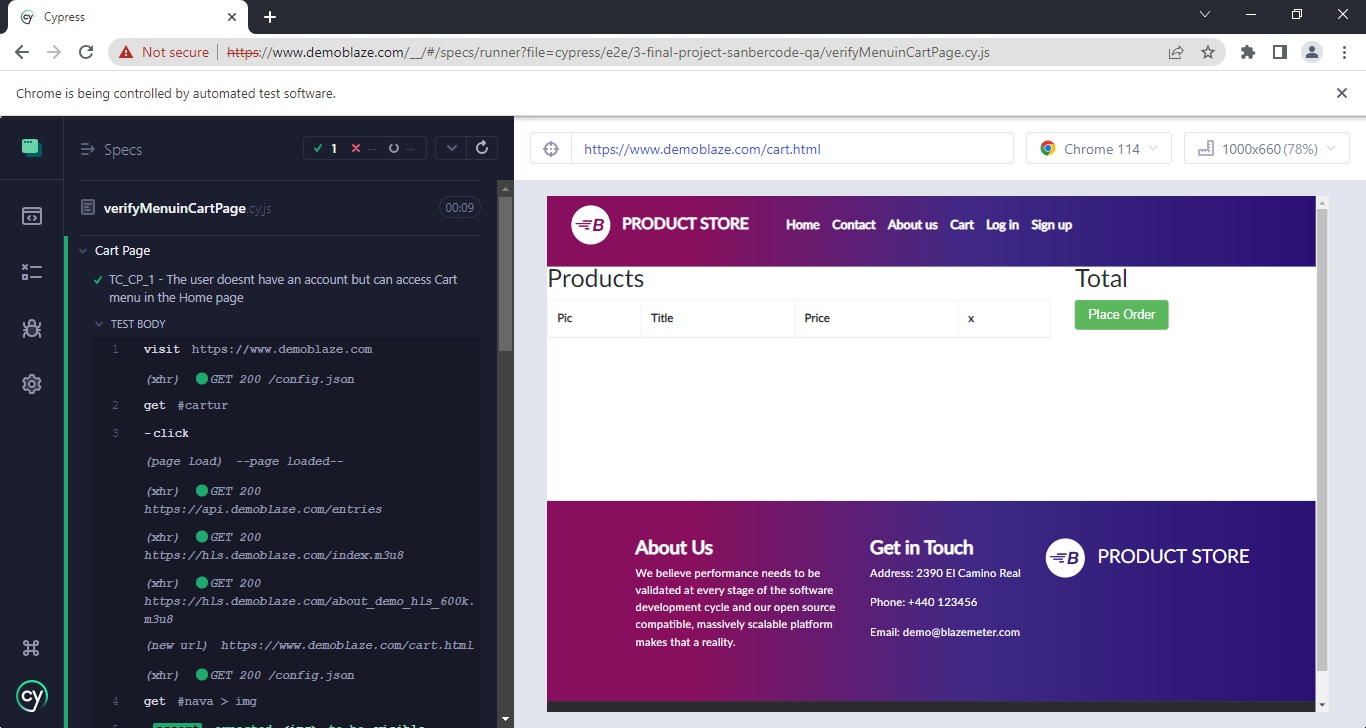 Cypress
Not secure
https://www.demoblaze.com/__/#/specs/runner?file=cypress/e2e/3-final-project-sanbercode-qa/verifyMenuinCartPage.cy.js
Chrome is being controlled by automated test software.
Specs
1 -- --
verifyMenuinCartPage.cy.js
00:09
Cart Page
TC_CP_1 - The user doesnt have an account but can access Cart
menu in the Home page
TEST BODY
1 visit https://www.demoblaze.com
(xhr) GET 200 /config.json
2 get #cartur
3 -click
(page load) --page loaded--
(xhr) GET 200
https://api.demoblaze.com/entries
(xhr) GET 200
https://hls.demoblaze.com/index.m3u8
(xhr) GET 200
https://hls.demoblaze.com/about_demo_hls_600k.
m3u8
(new url) https://www.demoblaze.com/cart.html
(xhr) GET 200 /config.json
4 get #nava > img
cy
https://www.demoblaze.com/cart.html
Chrome 114
1000x660 (78%)
B PRODUCT STORE
Home Contact About us Cart Log in Sign up
Products
Pic Title Price x
Total
Place Order
About Us
We believe performance needs to be
validated at every stage of the software
development cycle and our open source
compatible, massively scalable platform
makes that a reality.
Get in Touch
Address: 2390 El Camino Real
Phone: +440 123456
Email: demo@blazemeter.com
B PRODUCT STORE